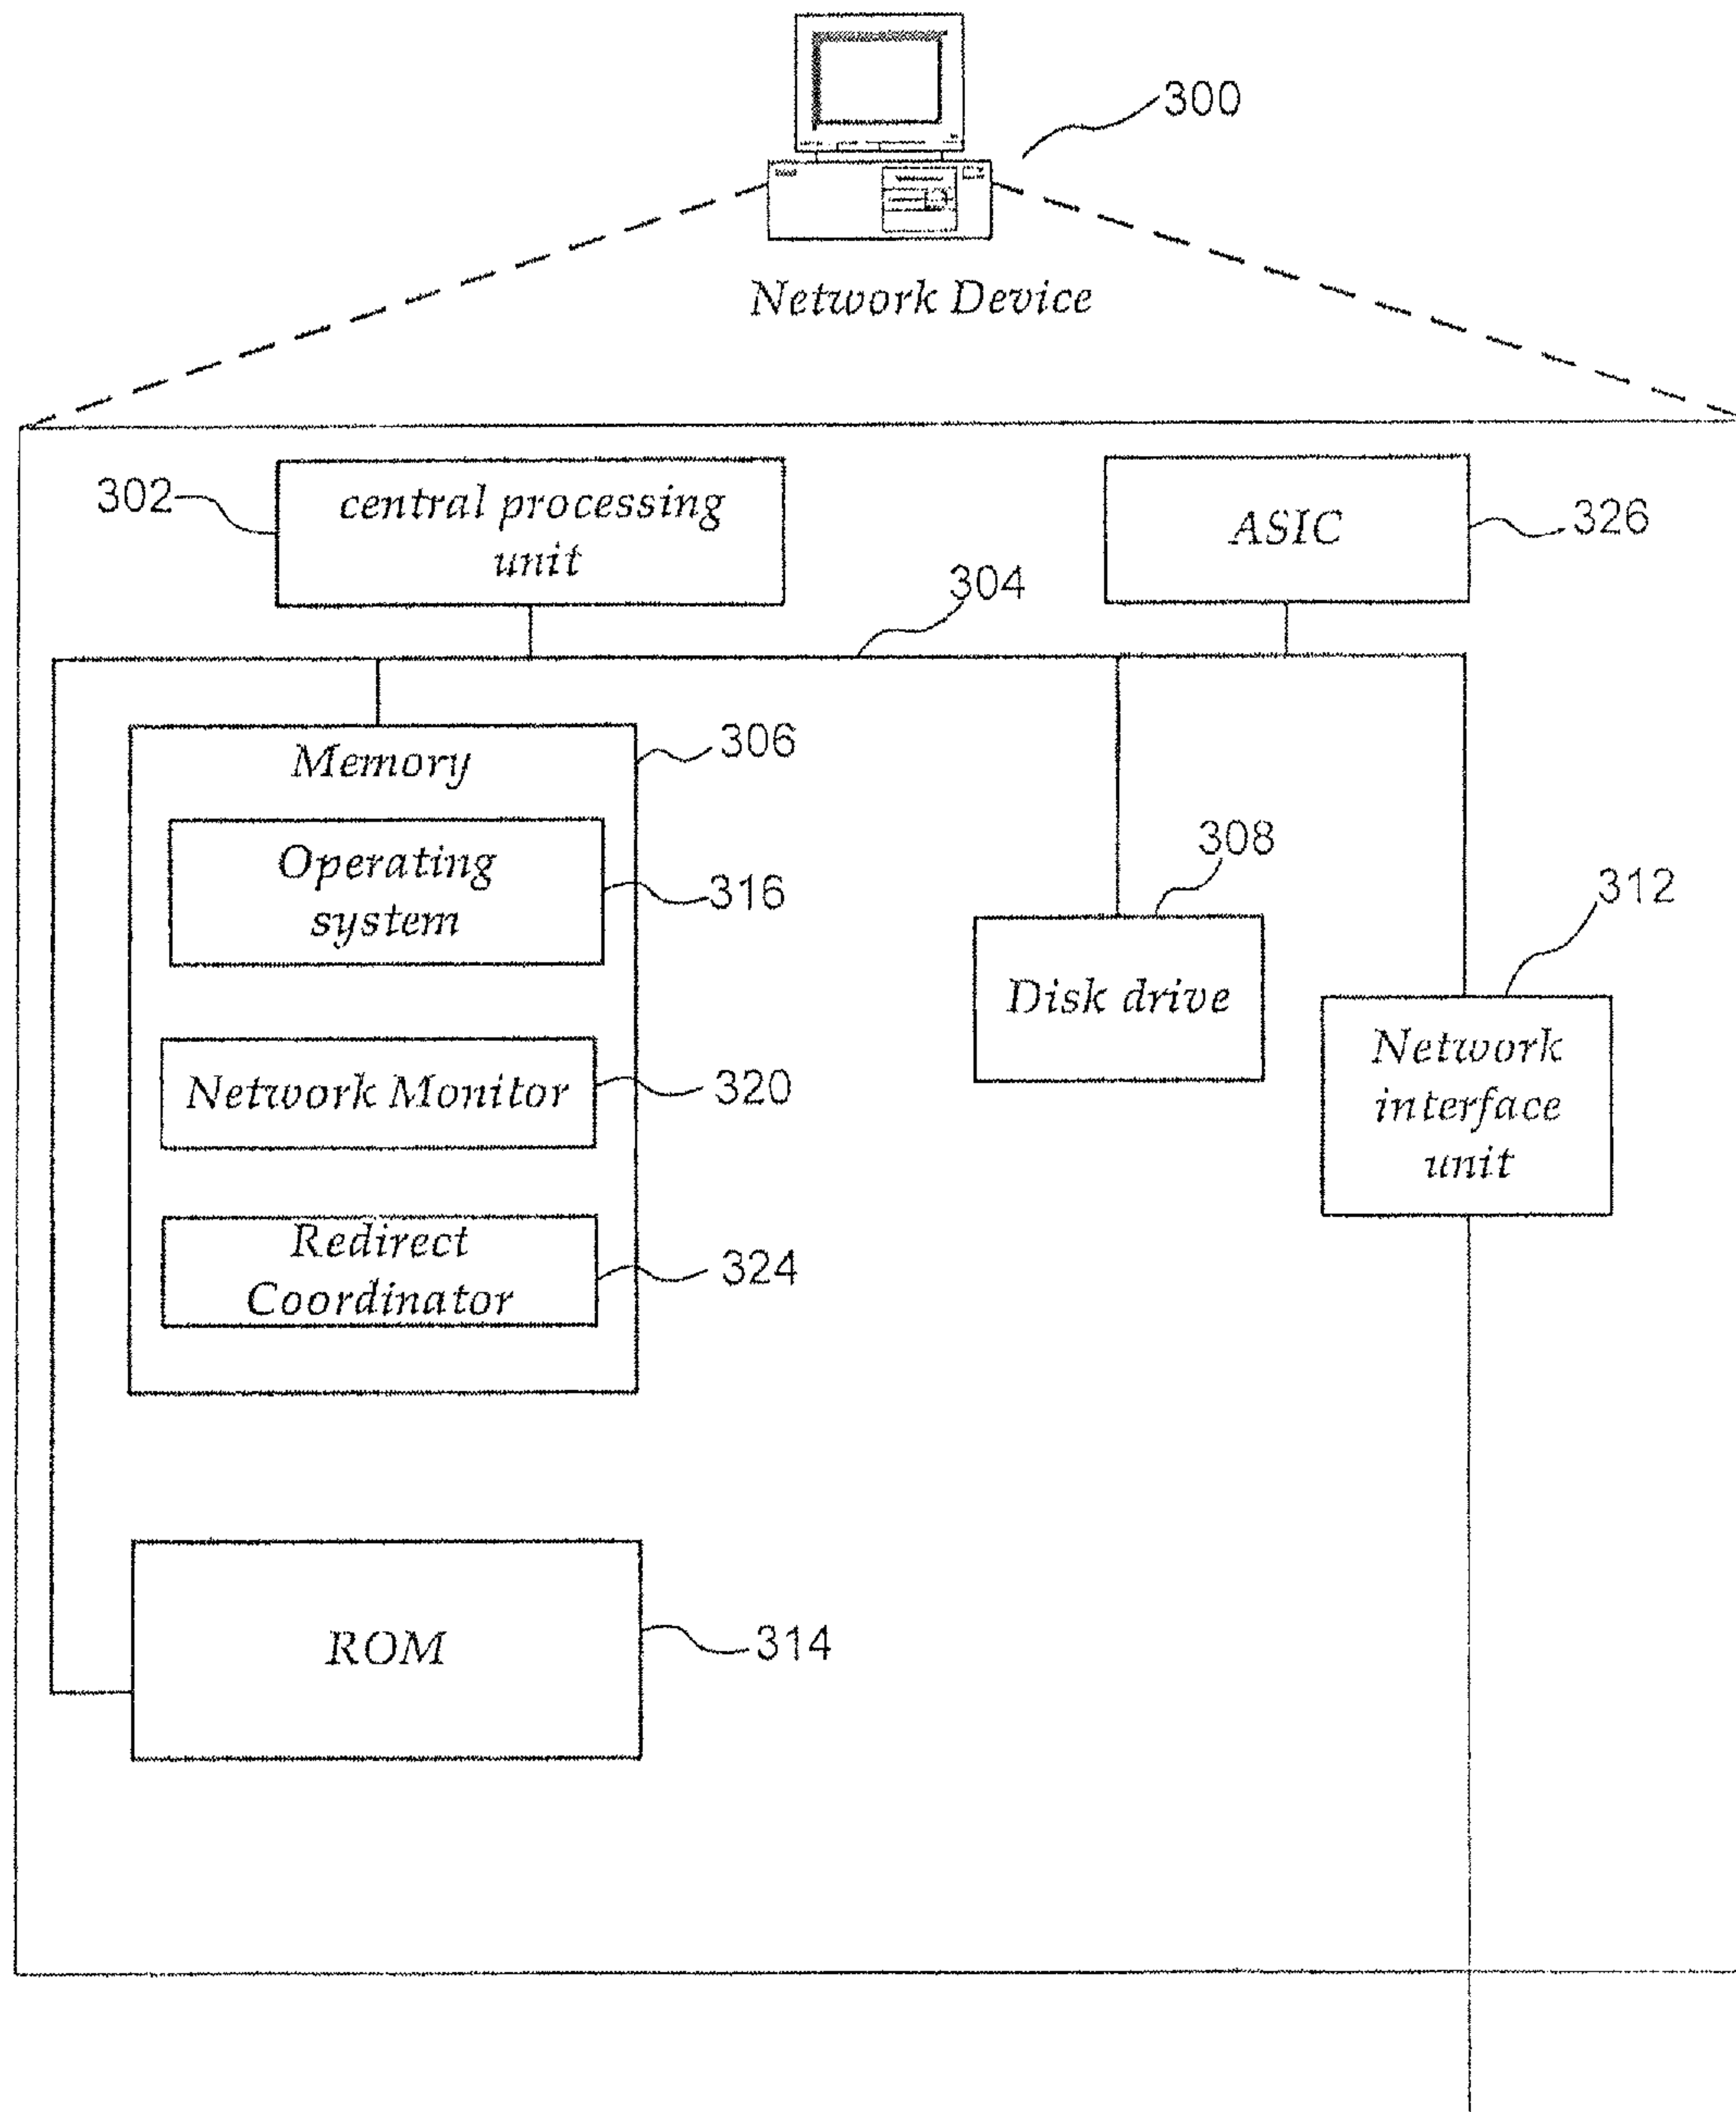 300
Network Device
302
central processing
unit
ASIC
326
304
Memory
306
Operating
system
316
308
312
Disk drive
Network
interface
unit
Network Monitor
320
Redirect
Coordinator
324
ROM
314